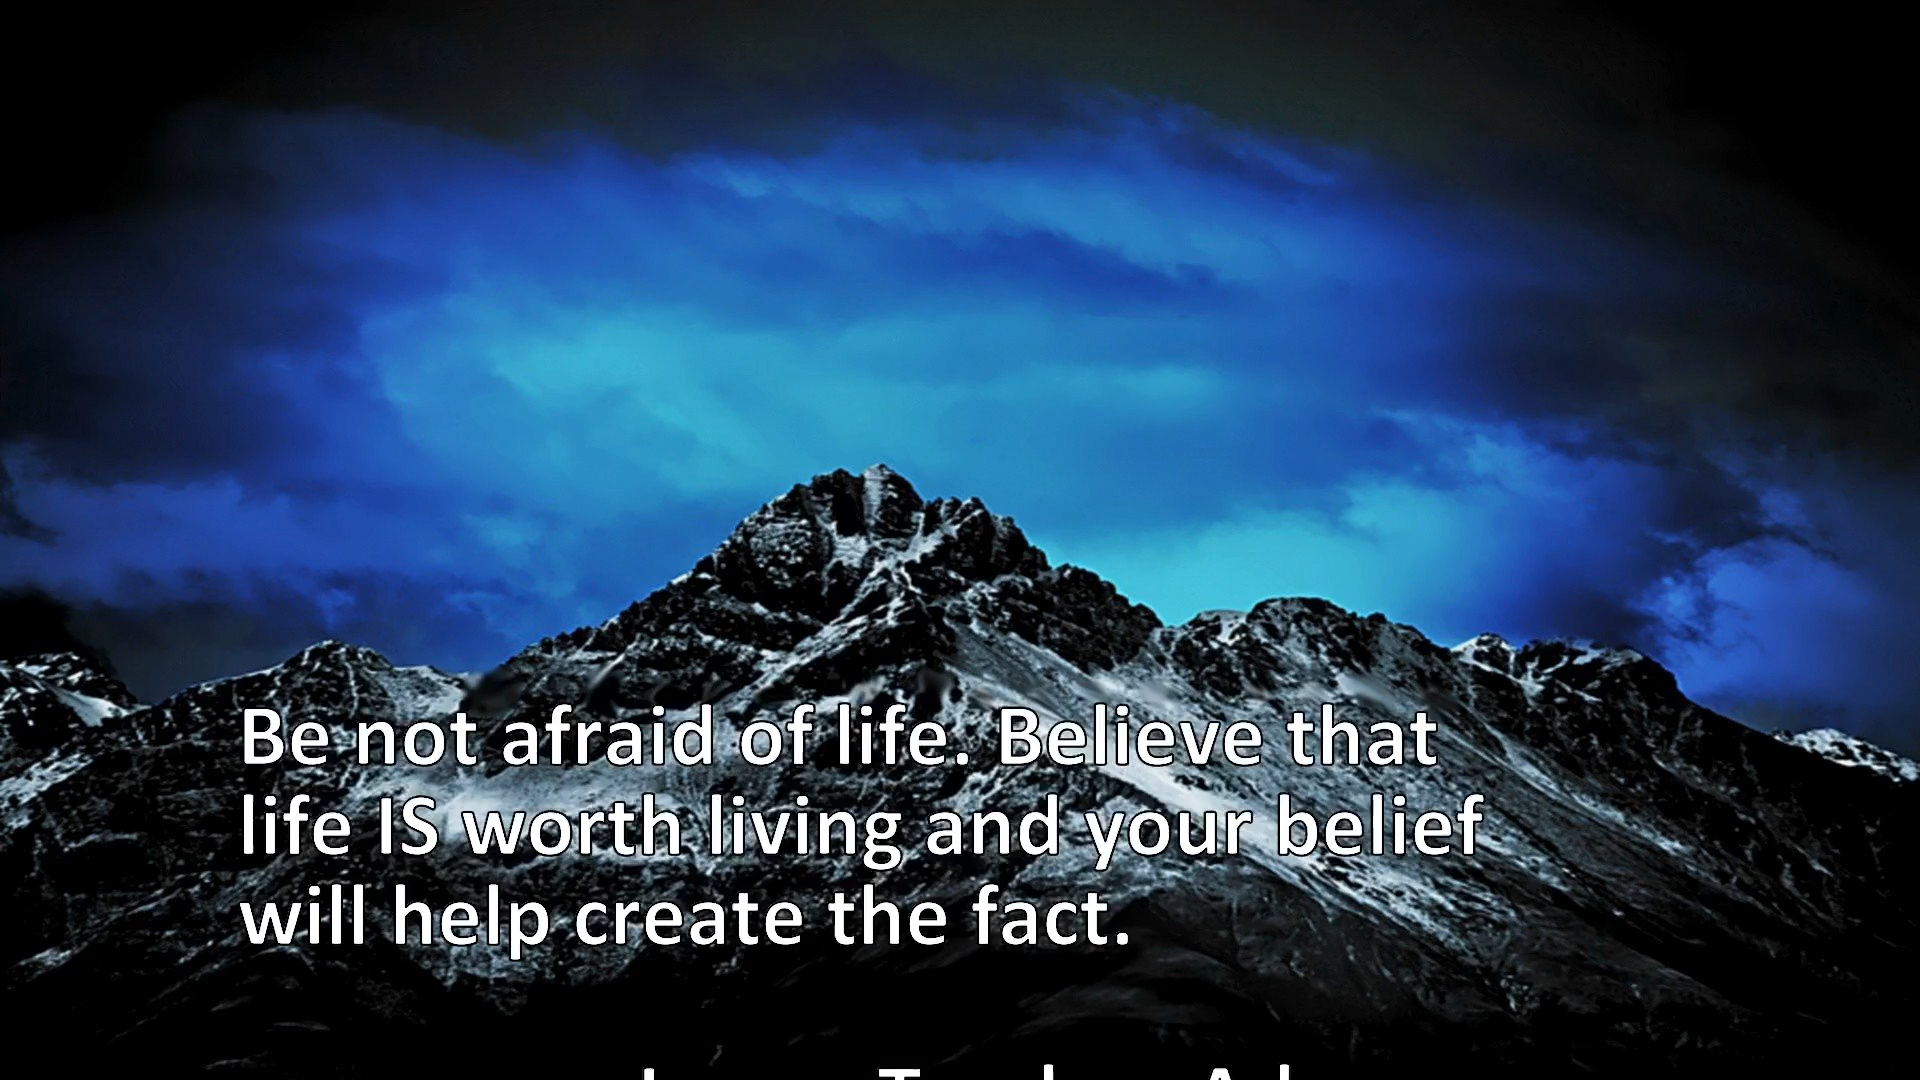 Be not afraid of life. Believe that
life IS worth living and your belief
will help create the fact.